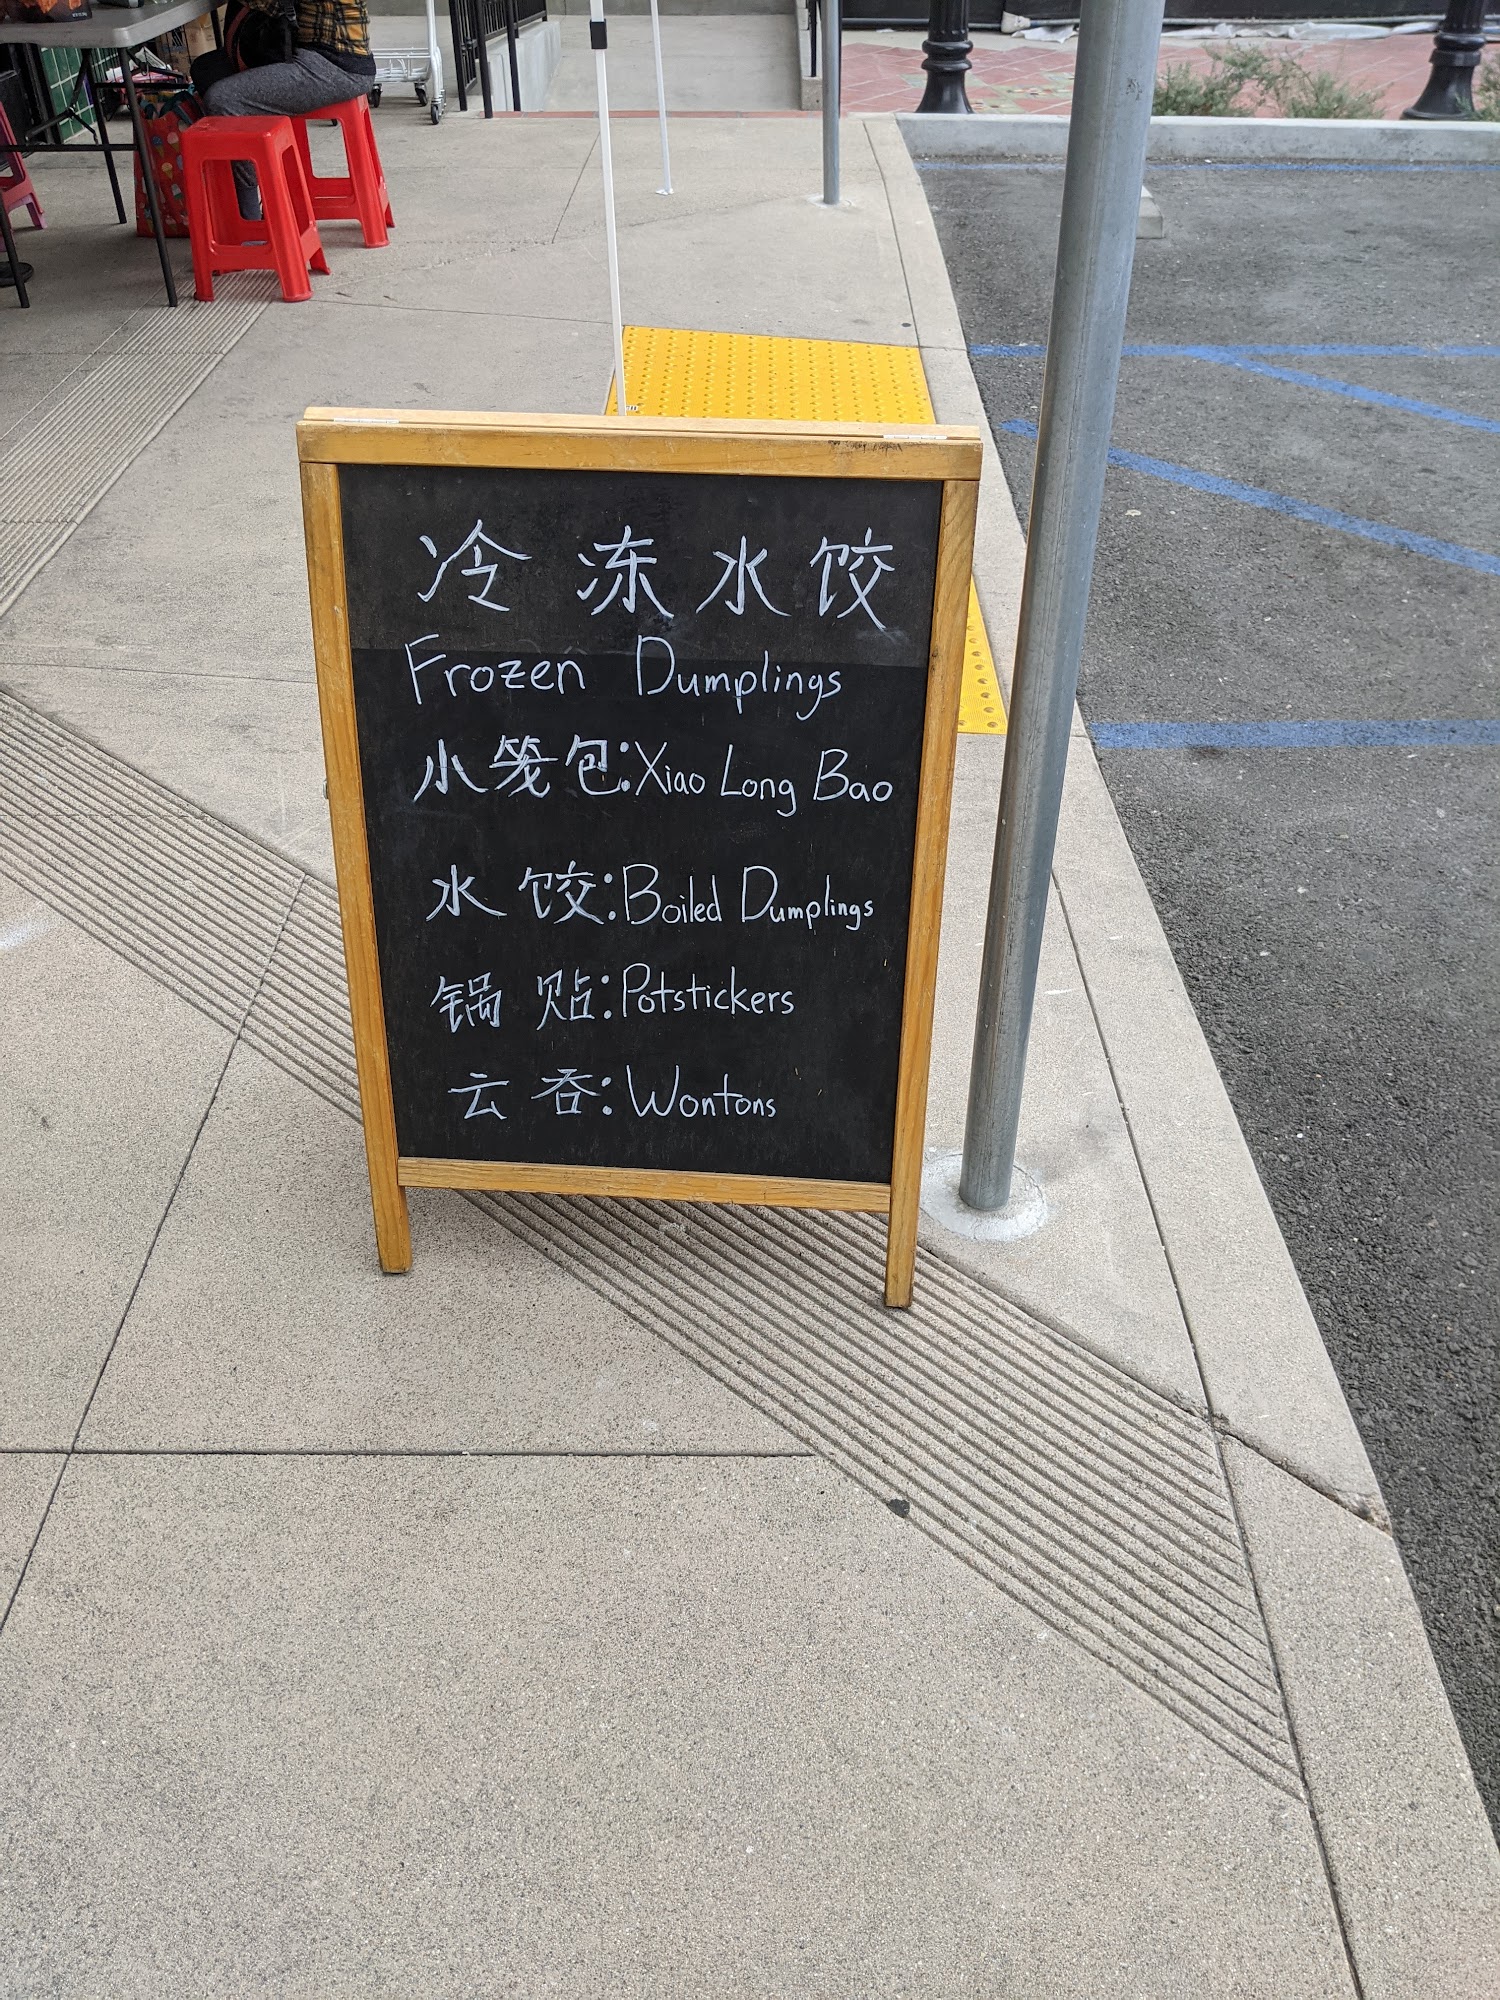 冷冻水饺
Frozen Dumplings
小笼包:Xiao Long Bao
水饺:Boiled Dumplings
锅贴:Potstickers
云吞:Wontons